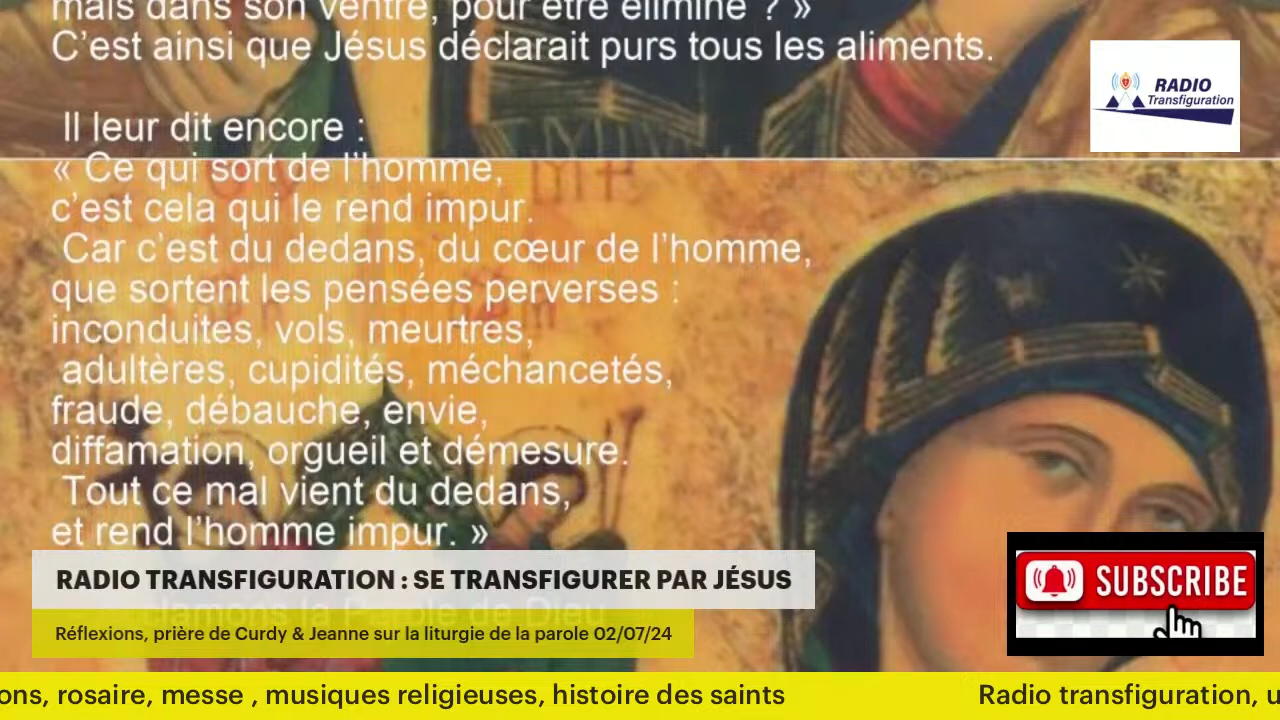 mais dans son ventre, pour être éliminé ? »
C’est ainsi que Jésus déclarait purs tous les aliments.
Il leur dit encore :
« Ce qui sort de l’homme,
c’est cela qui le rend impur.
Car c’est du dedans, du cœur de l’homme,
que sortent les pensées perverses :
inconduites, vols, meurtres,
adultères, cupidités, méchancetés,
fraude, débauche, envie,
diffamation, orgueil et démesure.
Tout ce mal vient du dedans,
et rend l’homme impur. »
RADIO
Transfiguration
RADIO TRANSFIGURATION : SE TRANSFIGURER PAR JÉSUS
clamons la Parole de Dieu
Réflexions, prière de Curdy & Jeanne sur la liturgie de la parole 02/07/24
SUBSCRIBE
ons, rosaire, messe , musiques religieuses, histoire des saints
Radio transfiguration, u